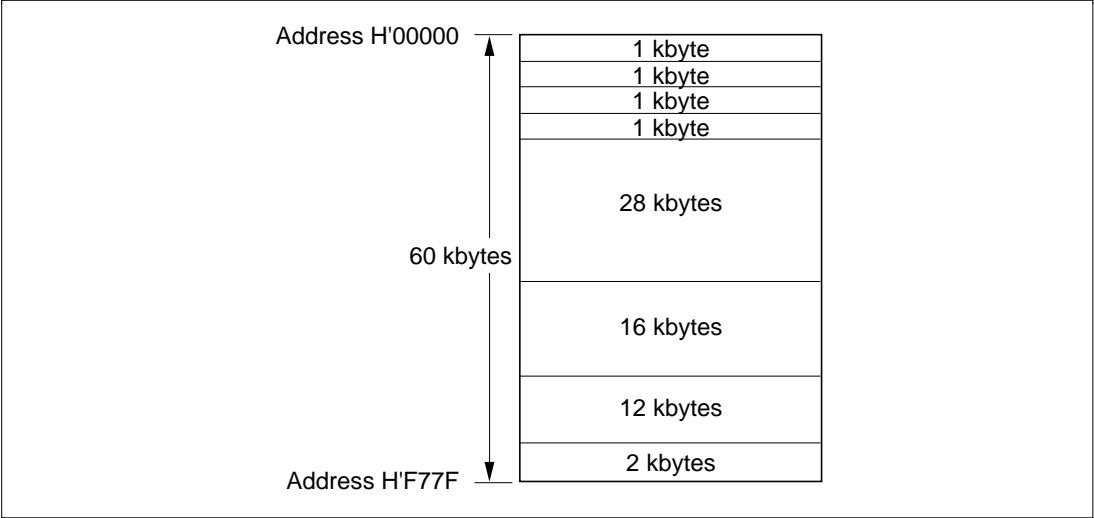 Address H'00000
1 kbyte
1 kbyte
1 kbyte
1 kbyte
28 kbytes
60 kbytes
16 kbytes
12 kbytes
2 kbytes
Address H'F77F